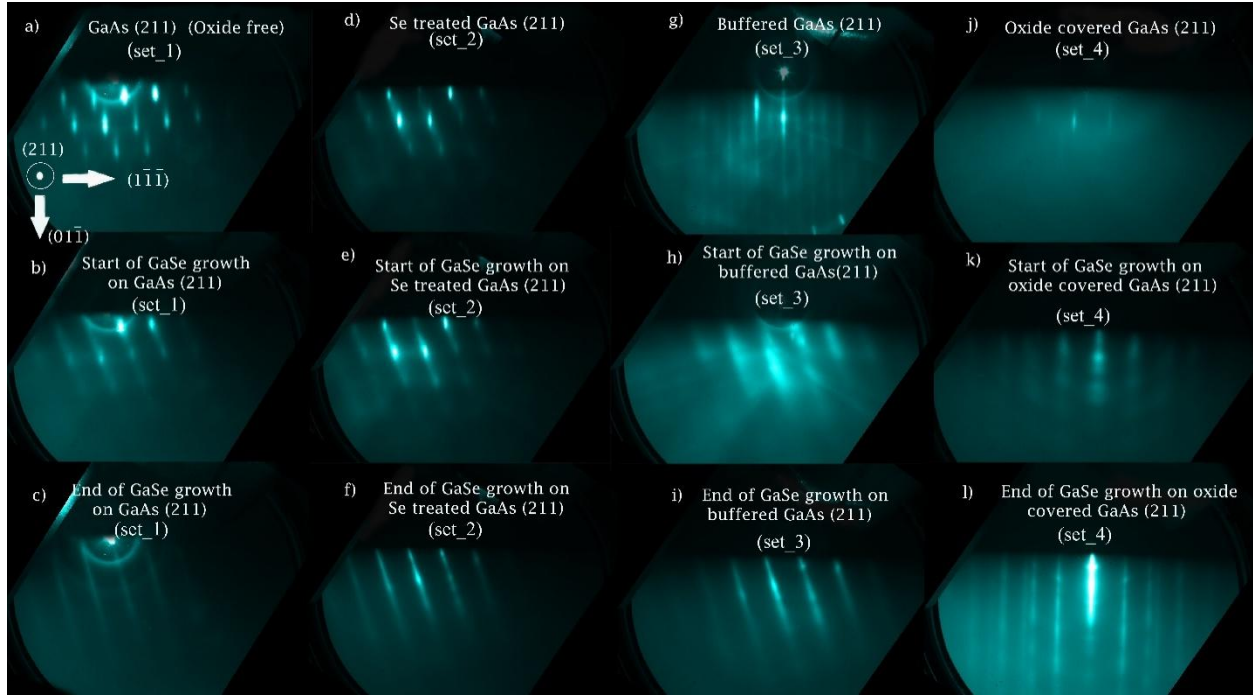 a) GaAs (211) (Oxide free)
(set_1)
(211)
(11̄1̄)
(011̄)
b) Start of GaSe growth
on GaAs (211)
(set_1)
c) End of GaSe growth
on GaAs (211)
(set_1)
d) Se treated GaAs (211)
(set_2)
e) Start of GaSe growth on
Se treated GaAs (211)
(set_2)
f) End of GaSe growth on
Se treated GaAs (211)
(set_2)
g) Buffered GaAs (211)
(set_3)
h) Start of GaSe growth on
buffered GaAs(211)
(set_3)
i) End of GaSe growth on
buffered GaAs (211)
(set_3)
j) Oxide covered GaAs (211)
(set_4)
k) Start of GaSe growth on
oxide covered GaAs (211)
(set_4)
l) End of GaSe growth on oxide
covered GaAs (211)
(set_4)